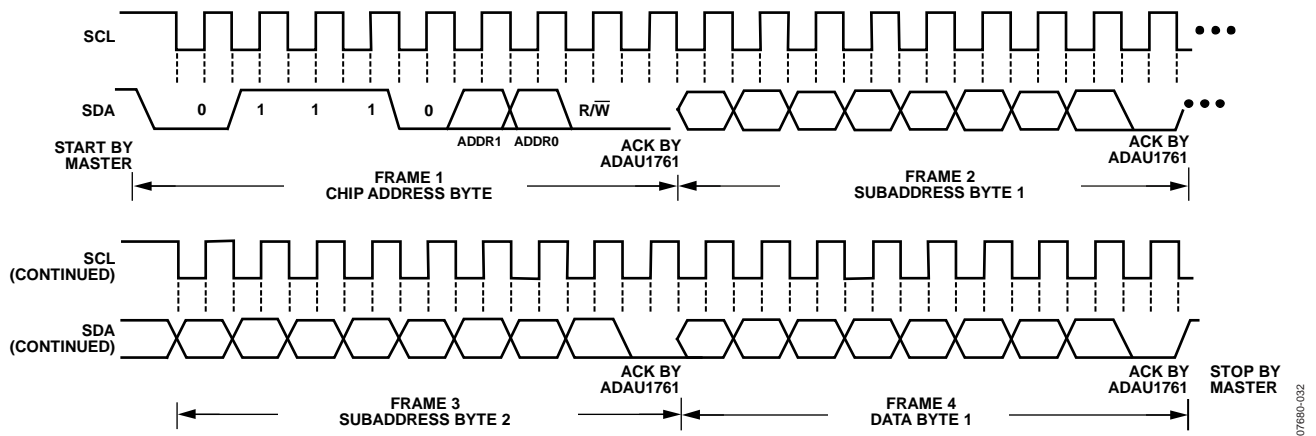 SCL
SDA
0 1 1 1 0 R/W̅
ADDR1 ADDR0
START BY
MASTER
ACK BY
ADAU1761
ACK BY
ADAU1761
FRAME 1
CHIP ADDRESS BYTE
FRAME 2
SUBADDRESS BYTE 1
SCL
(CONTINUED)
SDA
(CONTINUED)
ACK BY
ADAU1761
ACK BY
ADAU1761
STOP BY
MASTER
FRAME 3
SUBADDRESS BYTE 2
FRAME 4
DATA BYTE 1
07680-032